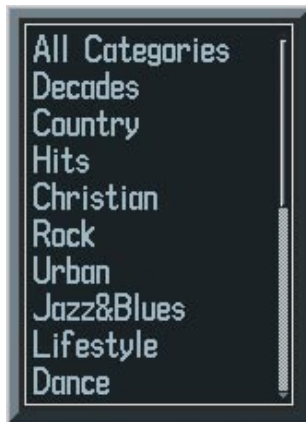 All Categories
Decades
Country
Hits
Christian
Rock
Urban
Jazz&Blues
Lifestyle
Dance